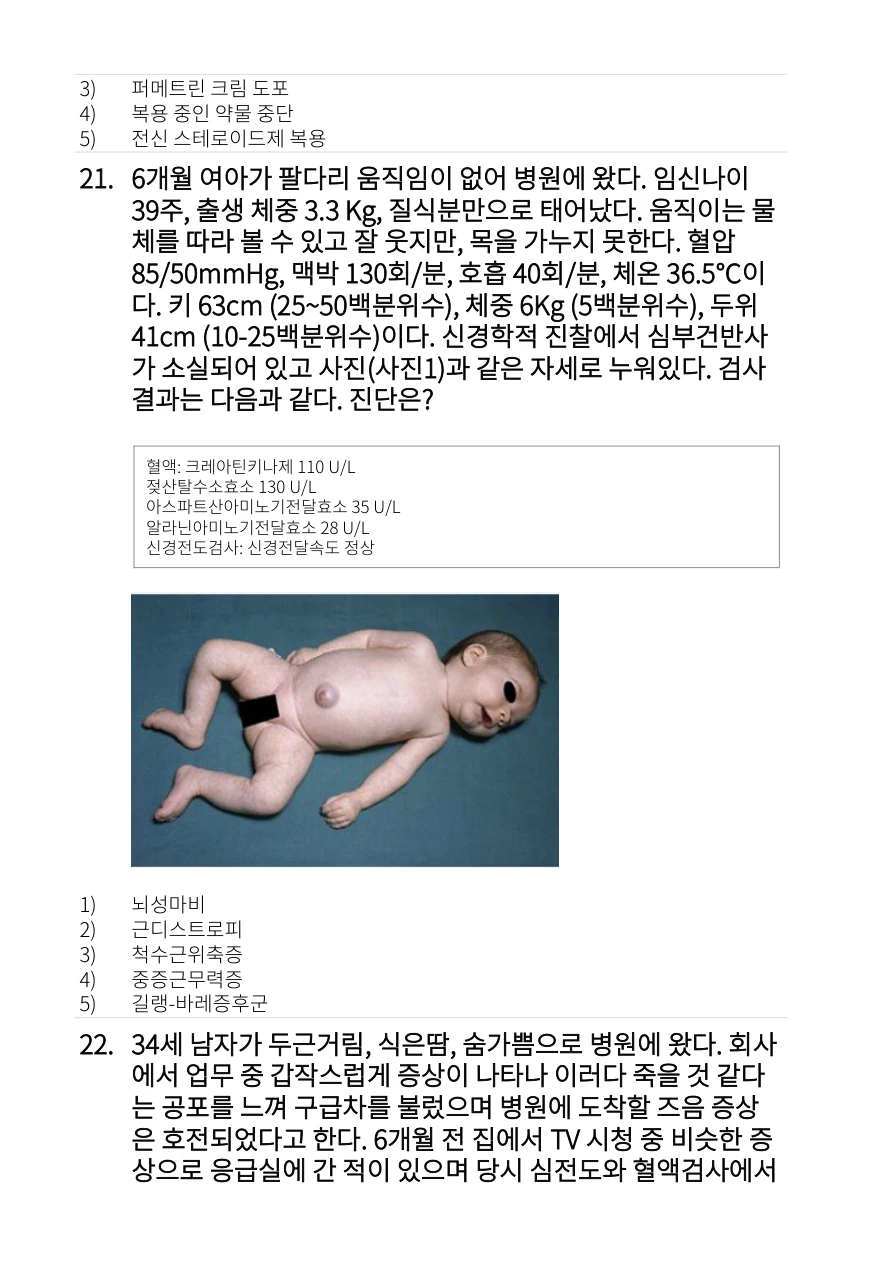 3) 퍼메트린 크림 도포
4) 복용 중인 약물 중단
5) 전신 스테로이드제 복용
21. 6개월 여아가 팔다리 움직임이 없어 병원에 왔다. 임신나이
39주, 출생 체중 3.3 Kg, 질식분만으로 태어났다. 움직이는 물
체를 따라 볼 수 있고 잘 웃지만, 목을 가누지 못한다. 혈압
85/50mmHg, 맥박 130회/분, 호흡 40회/분, 체온 36.5°C이
다. 키 63cm (25~50백분위수), 체중 6Kg (5백분위수), 두위
41cm (10-25백분위수)이다. 신경학적 진찰에서 심부건반사
가 소실되어 있고 사진(사진1)과 같은 자세로 누워있다. 검사
결과는 다음과 같다. 진단은?
혈액: 크레아틴키나제 110 U/L
젖산탈수소효소 130 U/L
아스파트산아미노기전달효소 35 U/L
알라닌아미노기전달효소 28 U/L
신경전도검사: 신경전달속도 정상
1) 뇌성마비
2) 근디스트로피
3) 척수근위축증
4) 중증근무력증
5) 길랭-바레증후군
22. 34세 남자가 두근거림, 식은땀, 숨가쁨으로 병원에 왔다. 회사
에서 업무 중 갑작스럽게 증상이 나타나 이러다 죽을 것 같다
는 공포를 느껴 구급차를 불렀으며 병원에 도착할 즈음 증상
은 호전되었다고 한다. 6개월 전 집에서 TV 시청 중 비슷한 증
상으로 응급실에 간 적이 있으며 당시 심전도와 혈액검사에서